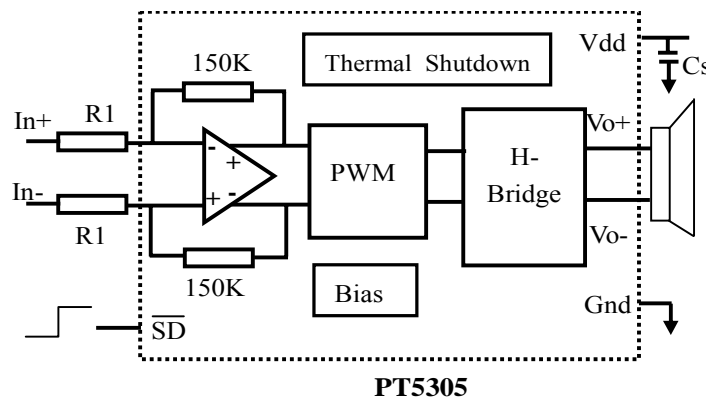 Vdd
Thermal Shutdown
150K
Cs
In+
R1
Vo+
-
+
H-
Bridge
PWM
In-
+
-
R1
Vo-
150K
Bias
Gnd
SD
PT5305